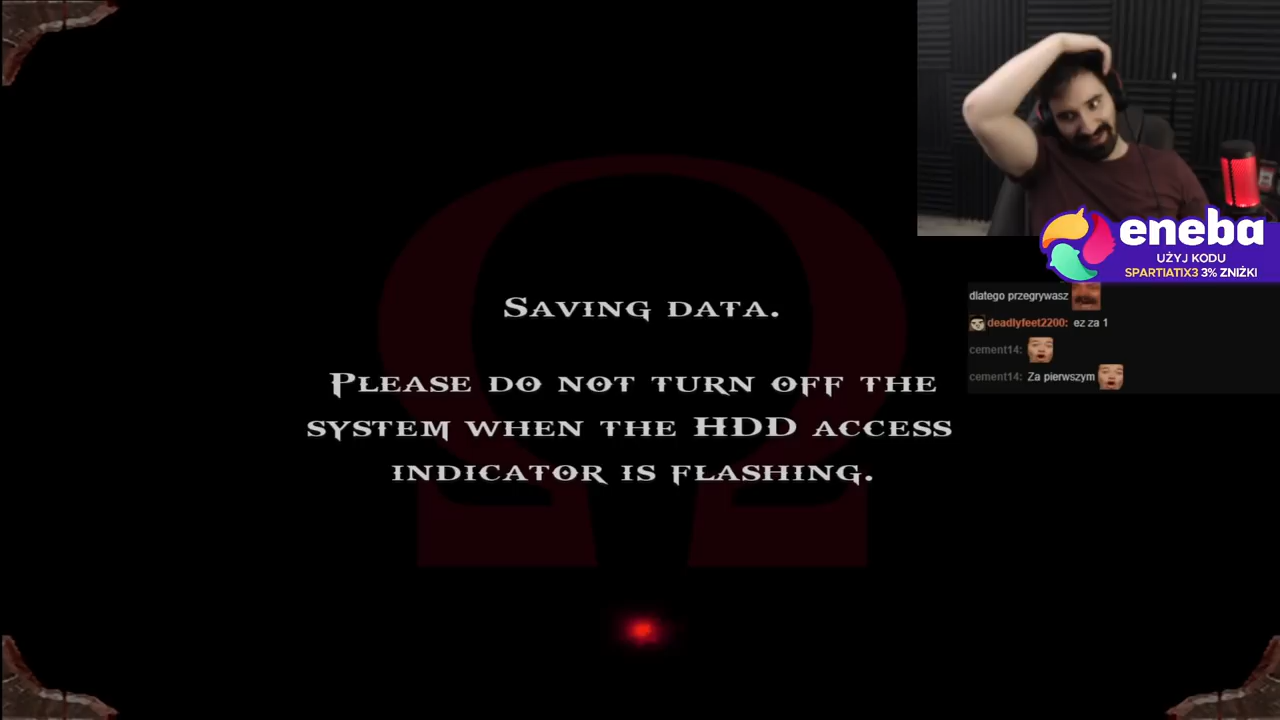 Saving data.
Please do not turn off the
system when the HDD access
indicator is flashing.
eneba
UŻYJ KODU
SPARTIATIX3 3% ZNIŻKI
dlatego przegrywasz
deadlyfeet2200: ez za 1
cement14:
cement14: Za pierwszym